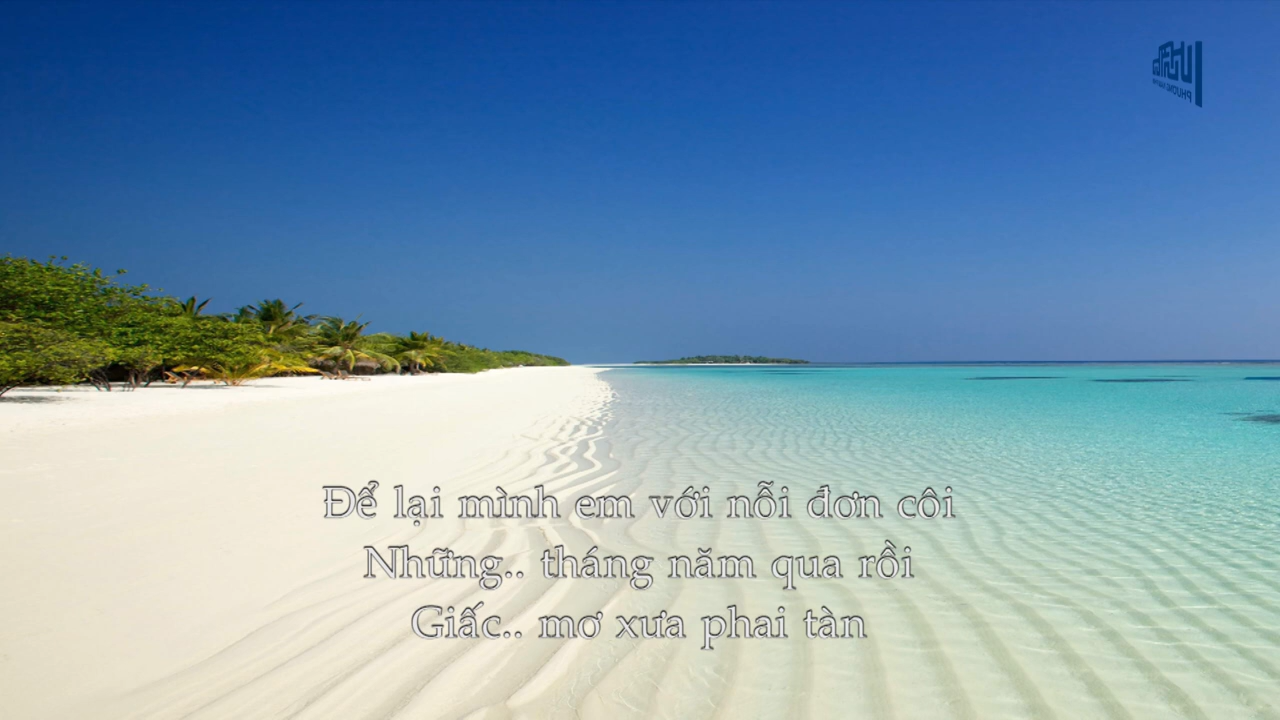 Để lại mình em với nỗi đơn côi
Những.. tháng năm qua rồi
Giấc.. mơ xưa phai tàn